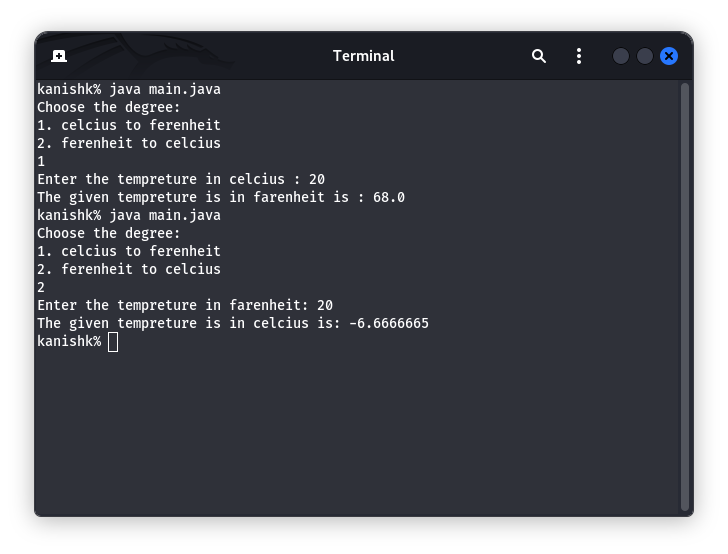 Terminal
kanishk% java main.java
Choose the degree:
1. celcius to ferenheit
2. ferenheit to celcius
1
Enter the tempreture in celcius : 20
The given tempreture is in farenheit is : 68.0
kanishk% java main.java
Choose the degree:
1. celcius to ferenheit
2. ferenheit to celcius
2
Enter the tempreture in farenheit: 20
The given tempreture is in celcius is: -6.6666665
kanishk%